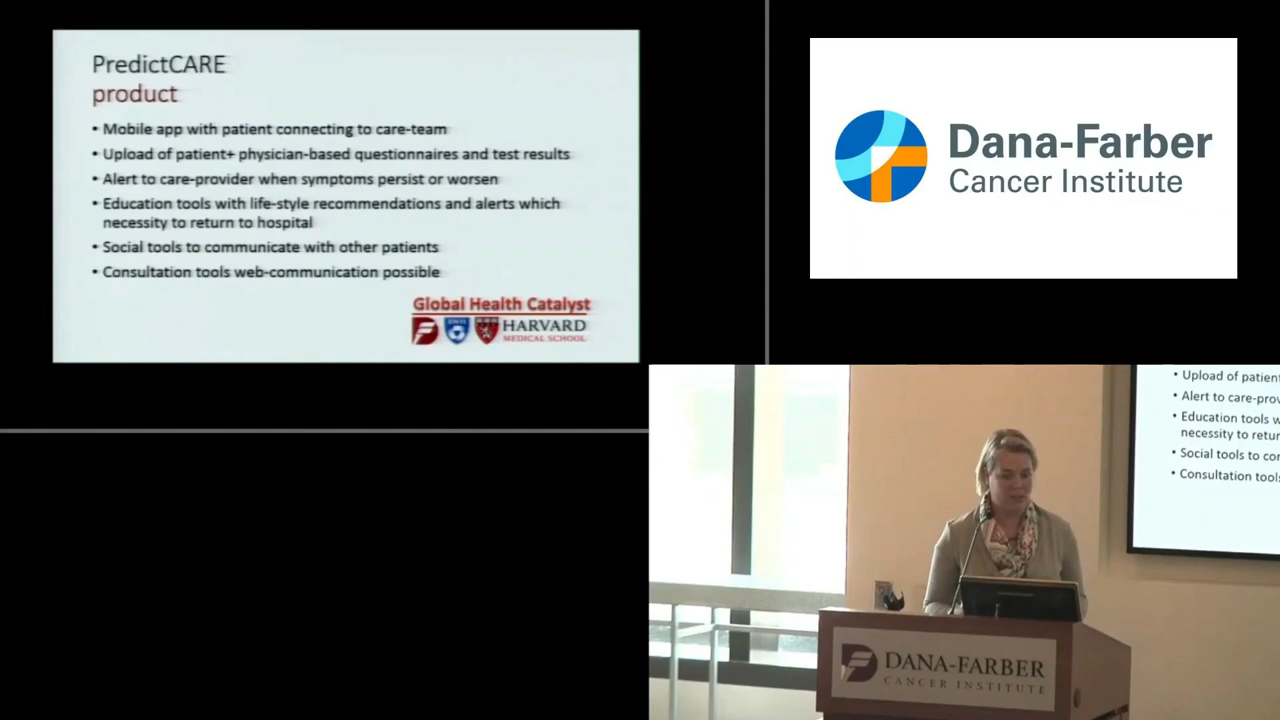 PredictCARE
product
• Mobile app with patient connecting to care-team
• Upload of patient+ physician-based questionnaires and test results
• Alert to care-provider when symptoms persist or worsen
• Education tools with life-style recommendations and alerts which
necessity to return to hospital
• Social tools to communicate with other patients
• Consultation tools web-communication possible
Global Health Catalyst
HARVARD
MEDICAL SCHOOL
Dana-Farber
Cancer Institute
• Upload of patien
• Alert to care-prov
• Education tools w
necessity to retur
• Social tools to co
• Consultation tools
DANA-FARBER
CANCER INSTITUTE